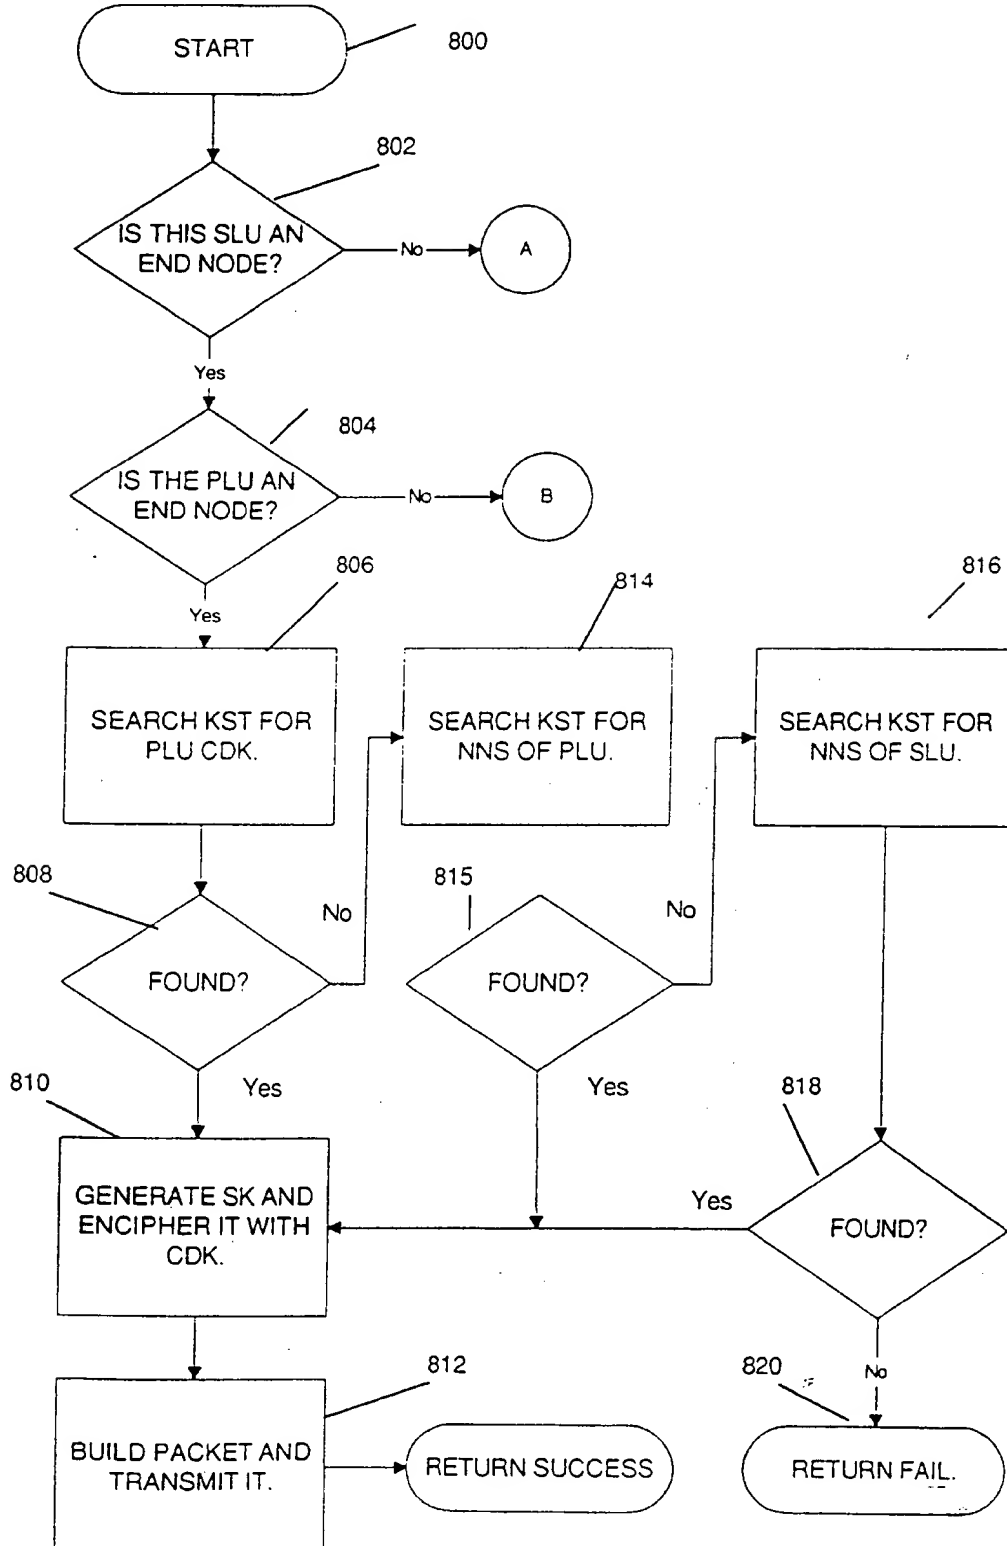 START
800
802
IS THIS SLU AN
END NODE?
No
A
Yes
804
IS THE PLU AN
END NODE?
No
B
Yes
806
814
816
SEARCH KST FOR
PLU CDK.
SEARCH KST FOR
NNS OF PLU.
SEARCH KST FOR
NNS OF SLU.
808
No
815
No
FOUND?
FOUND?
810
Yes
Yes
818
GENERATE SK AND
ENCIPHER IT WITH
CDK.
Yes
FOUND?
812
820
No
BUILD PACKET AND
TRANSMIT IT.
RETURN SUCCESS
RETURN FAIL.